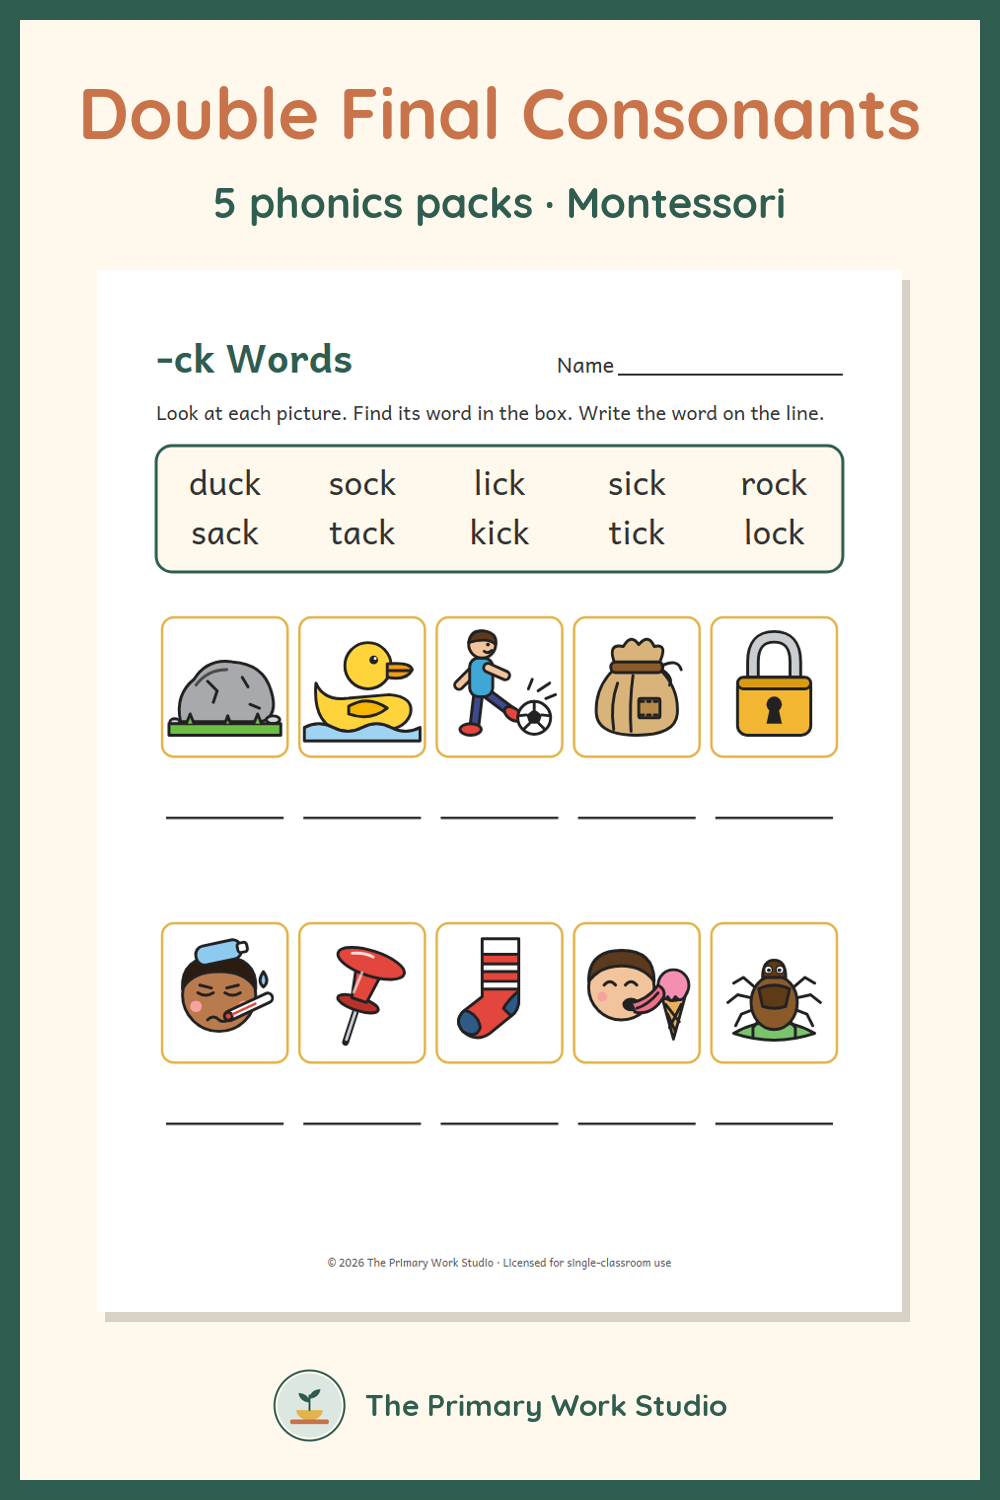 Double Final Consonants
5 phonics packs · Montessori
-ck Words
Name
Look at each picture. Find its word in the box. Write the word on the line.
duck sock lick sick rock
sack tack kick tick lock
© 2026 The Primary Work Studio · Licensed for single-classroom use
The Primary Work Studio